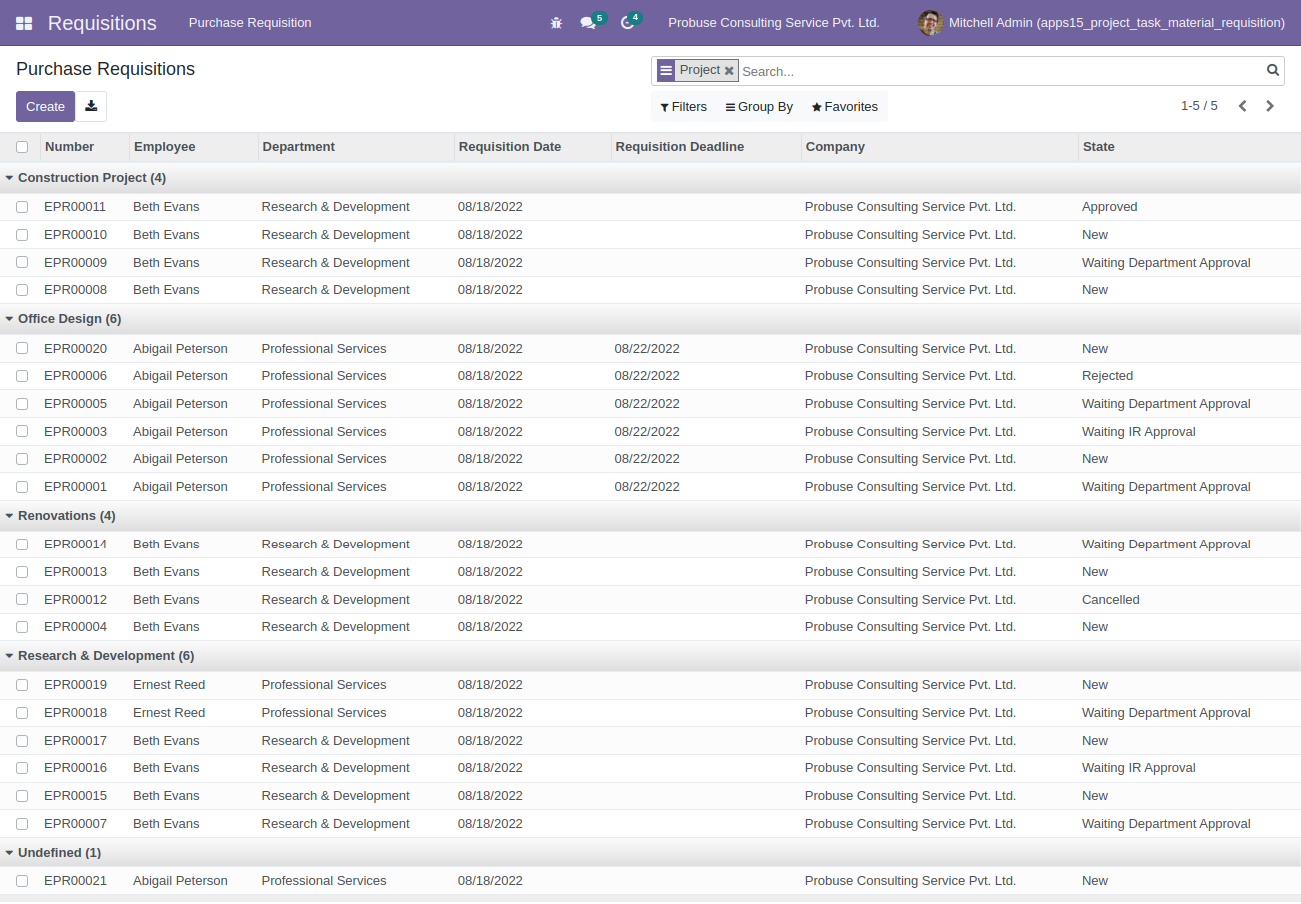 Requisitions Purchase Requisition 5 4 Probuse Consulting Service Pvt. Ltd. Mitchell Admin (apps15_project_task_material_requisition)
Purchase Requisitions Project Search...
Create Filters Group By Favorites 1-5 / 5
Number Employee Department Requisition Date Requisition Deadline Company State
Construction Project (4)
EPR00011 Beth Evans Research & Development 08/18/2022 Probuse Consulting Service Pvt. Ltd. Approved
EPR00010 Beth Evans Research & Development 08/18/2022 Probuse Consulting Service Pvt. Ltd. New
EPR00009 Beth Evans Research & Development 08/18/2022 Probuse Consulting Service Pvt. Ltd. Waiting Department Approval
EPR00008 Beth Evans Research & Development 08/18/2022 Probuse Consulting Service Pvt. Ltd. New
Office Design (6)
EPR00020 Abigail Peterson Professional Services 08/18/2022 08/22/2022 Probuse Consulting Service Pvt. Ltd. New
EPR00006 Abigail Peterson Professional Services 08/18/2022 08/22/2022 Probuse Consulting Service Pvt. Ltd. Rejected
EPR00005 Abigail Peterson Professional Services 08/18/2022 08/22/2022 Probuse Consulting Service Pvt. Ltd. Waiting Department Approval
EPR00003 Abigail Peterson Professional Services 08/18/2022 08/22/2022 Probuse Consulting Service Pvt. Ltd. Waiting IR Approval
EPR00002 Abigail Peterson Professional Services 08/18/2022 08/22/2022 Probuse Consulting Service Pvt. Ltd. New
EPR00001 Abigail Peterson Professional Services 08/18/2022 08/22/2022 Probuse Consulting Service Pvt. Ltd. Waiting Department Approval
Renovations (4)
EPR00014 Beth Evans Research & Development 08/18/2022 Probuse Consulting Service Pvt. Ltd. Waiting Department Approval
EPR00013 Beth Evans Research & Development 08/18/2022 Probuse Consulting Service Pvt. Ltd. New
EPR00012 Beth Evans Research & Development 08/18/2022 Probuse Consulting Service Pvt. Ltd. Cancelled
EPR00004 Beth Evans Research & Development 08/18/2022 Probuse Consulting Service Pvt. Ltd. New
Research & Development (6)
EPR00019 Ernest Reed Professional Services 08/18/2022 Probuse Consulting Service Pvt. Ltd. New
EPR00018 Ernest Reed Professional Services 08/18/2022 Probuse Consulting Service Pvt. Ltd. Waiting Department Approval
EPR00017 Beth Evans Research & Development 08/18/2022 Probuse Consulting Service Pvt. Ltd. New
EPR00016 Beth Evans Research & Development 08/18/2022 Probuse Consulting Service Pvt. Ltd. Waiting IR Approval
EPR00015 Beth Evans Research & Development 08/18/2022 Probuse Consulting Service Pvt. Ltd. New
EPR00007 Beth Evans Research & Development 08/18/2022 Probuse Consulting Service Pvt. Ltd. Waiting Department Approval
Undefined (1)
EPR00021 Abigail Peterson Professional Services 08/18/2022 Probuse Consulting Service Pvt. Ltd. New